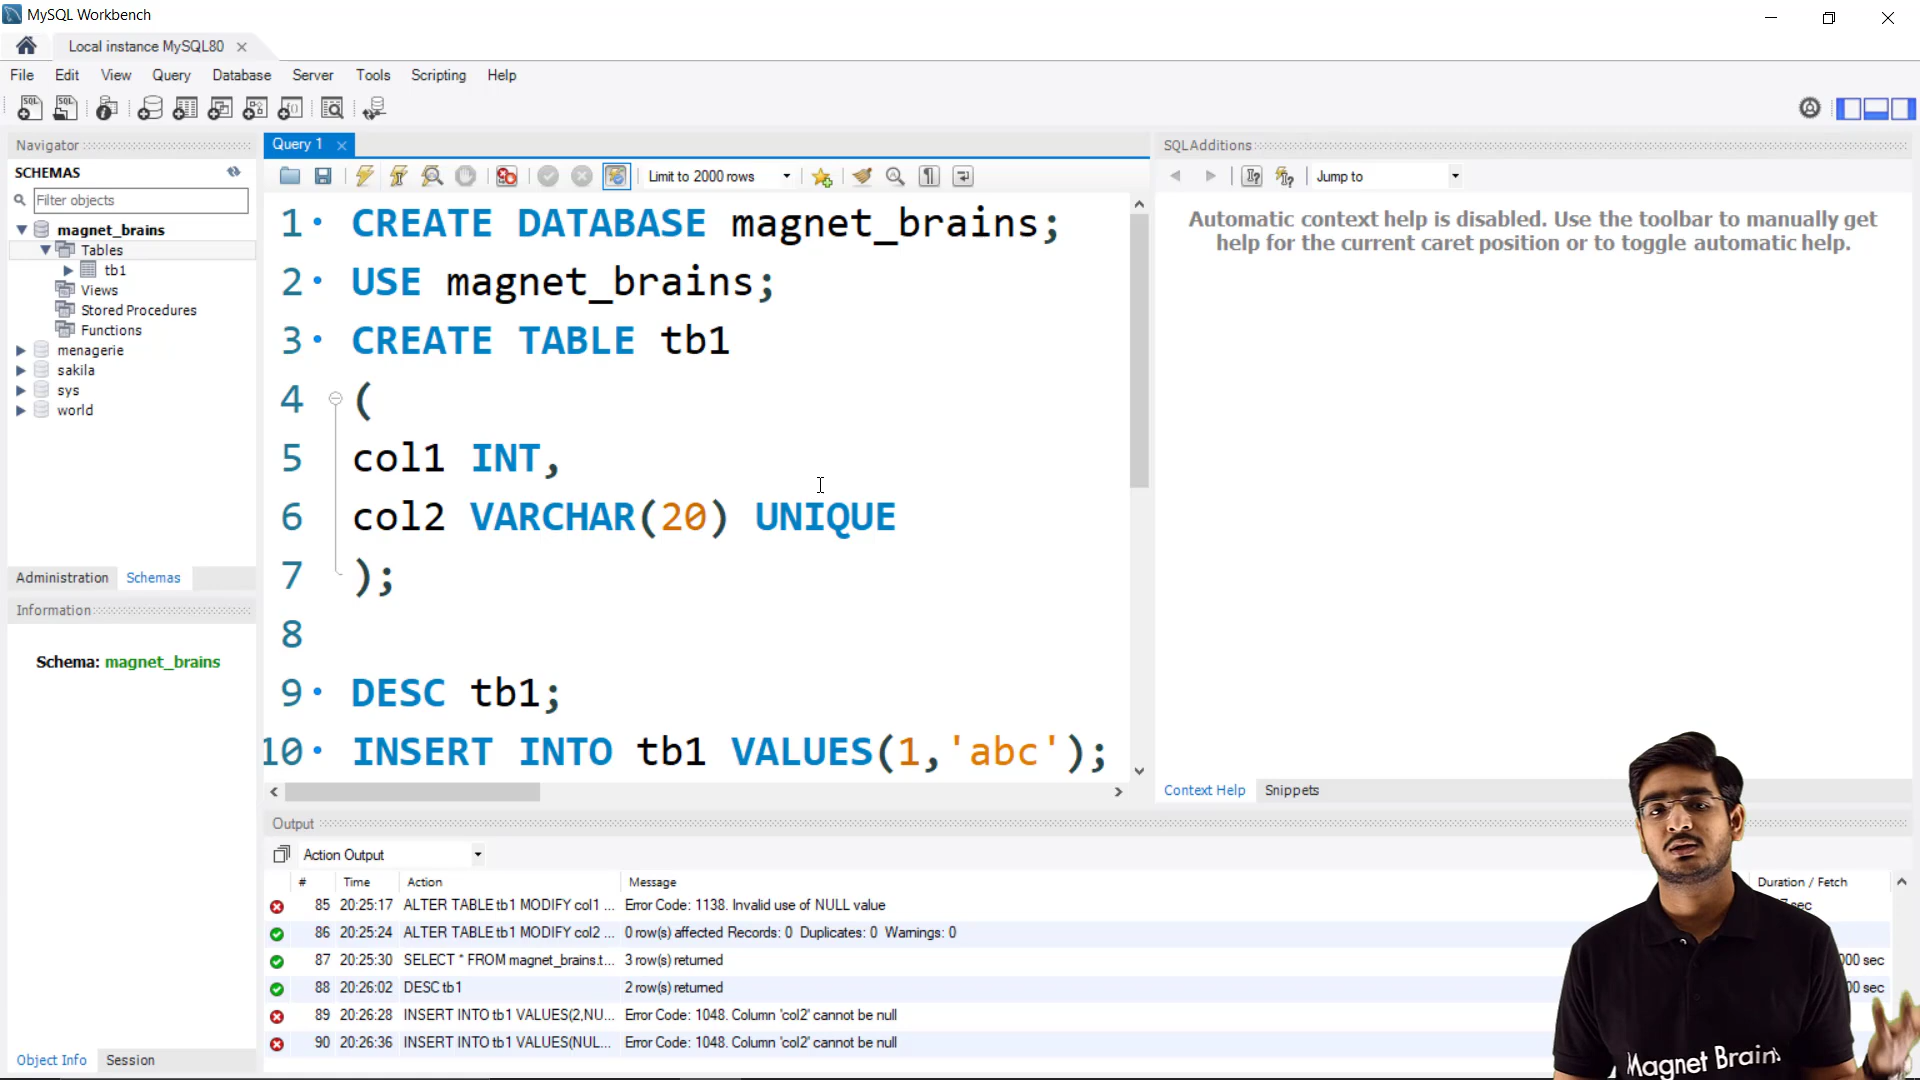 MySQL Workbench
Local instance MySQL80
File Edit View Query Database Server Tools Scripting Help
Navigator
SCHEMAS
Filter objects
magnet_brains
Tables
tb1
Views
Stored Procedures
Functions
menagerie
sakila
sys
world
Administration Schemas
Information
Schema: magnet_brains
Object Info Session
Query 1
Limit to 2000 rows
1 CREATE DATABASE magnet_brains;
2 USE magnet_brains;
3 CREATE TABLE tb1
4 (
5 col1 INT,
6 col2 VARCHAR(20) UNIQUE
7 );
8
9 DESC tb1;
10 INSERT INTO tb1 VALUES(1,'abc');
SQLAdditions
Jump to
Automatic context help is disabled. Use the toolbar to manually get
help for the current caret position or to toggle automatic help.
Context Help Snippets
Output
Action Output
# Time Action Message Duration / Fetch
85 20:25:17 ALTER TABLE tb1 MODIFY col1 ... Error Code: 1138. Invalid use of NULL value sec
86 20:25:24 ALTER TABLE tb1 MODIFY col2 ... 0 row(s) affected Records: 0 Duplicates: 0 Warnings: 0
87 20:25:30 SELECT * FROM magnet_brains.t... 3 row(s) returned 000 sec
88 20:26:02 DESC tb1 2 row(s) returned 00 sec
89 20:26:28 INSERT INTO tb1 VALUES(2,NU... Error Code: 1048. Column 'col2' cannot be null
90 20:26:36 INSERT INTO tb1 VALUES(NUL... Error Code: 1048. Column 'col2' cannot be null
Magnet Brains